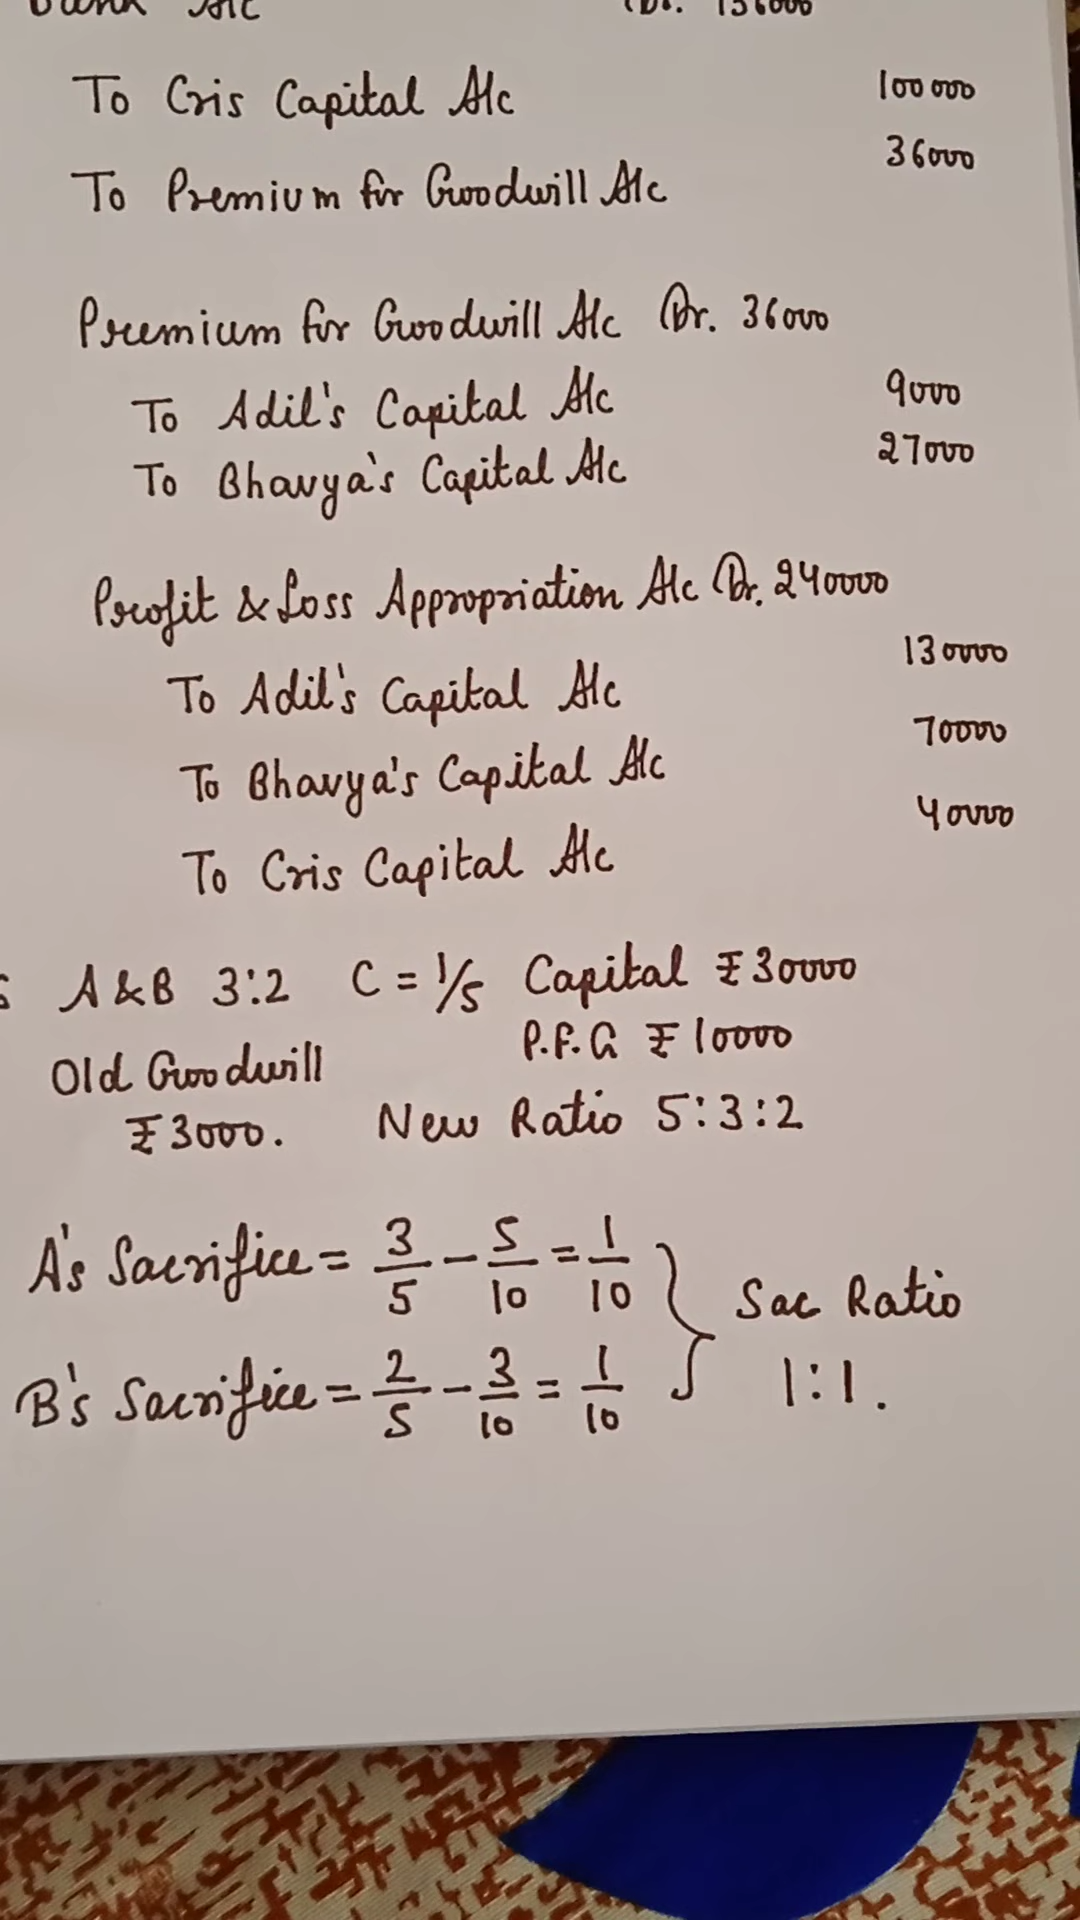 Bank A/c Dr. 136000
To Cris Capital A/c 100000
To Premium for Goodwill A/c 36000
Premium for Goodwill A/c Dr. 36000
To Adil's Capital A/c 9000
To Bhavya's Capital A/c 27000
Profit & Loss Appropriation A/c Dr. 240000
To Adil's Capital A/c 130000
To Bhavya's Capital A/c 70000
To Cris Capital A/c 40000
A & B 3:2 C = 1/5 Capital ₹30000
Old Goodwill P.F.G ₹10000
₹3000. New Ratio 5:3:2
A's Sacrifice = 3/5 - 5/10 = 1/10
Sac Ratio
B's Sacrifice = 2/5 - 3/10 = 1/10
1:1.